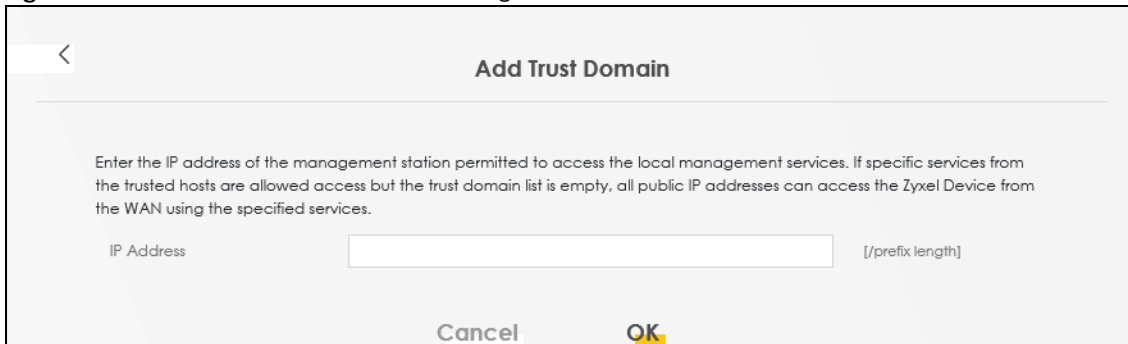 Add Trust Domain
Enter the IP address of the management station permitted to access the local management services. If specific services from
the trusted hosts are allowed access but the trust domain list is empty, all public IP addresses can access the Zyxel Device from
the WAN using the specified services.
IP Address [/prefix length]
Cancel OK